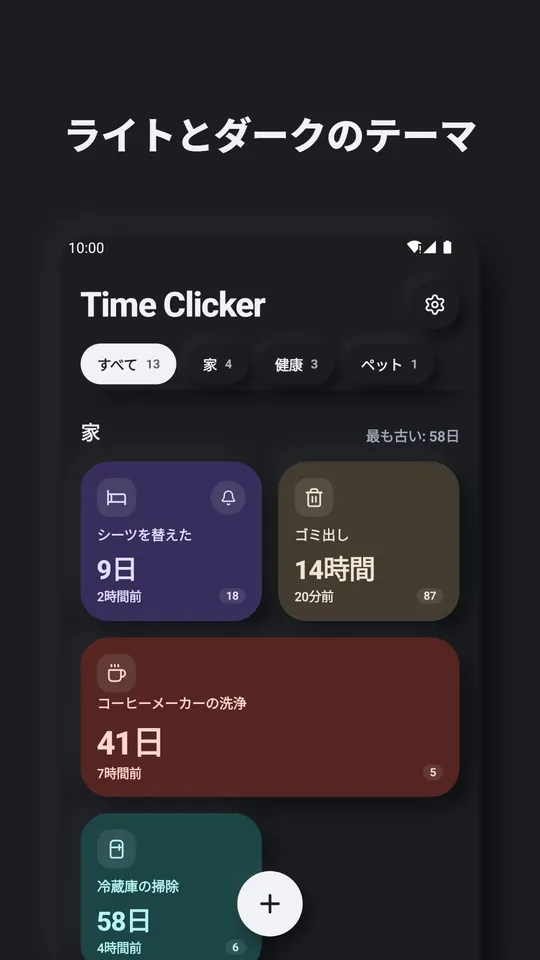 ライトとダークのテーマ
10:00
Time Clicker
すべて 13 家 4 健康 3 ペット 1
家 最も古い: 58日
シーツを替えた
9日
2時間前 18
ゴミ出し
14時間
20分前 87
コーヒーメーカーの洗浄
41日
7時間前 5
冷蔵庫の掃除
58日
4時間前 6